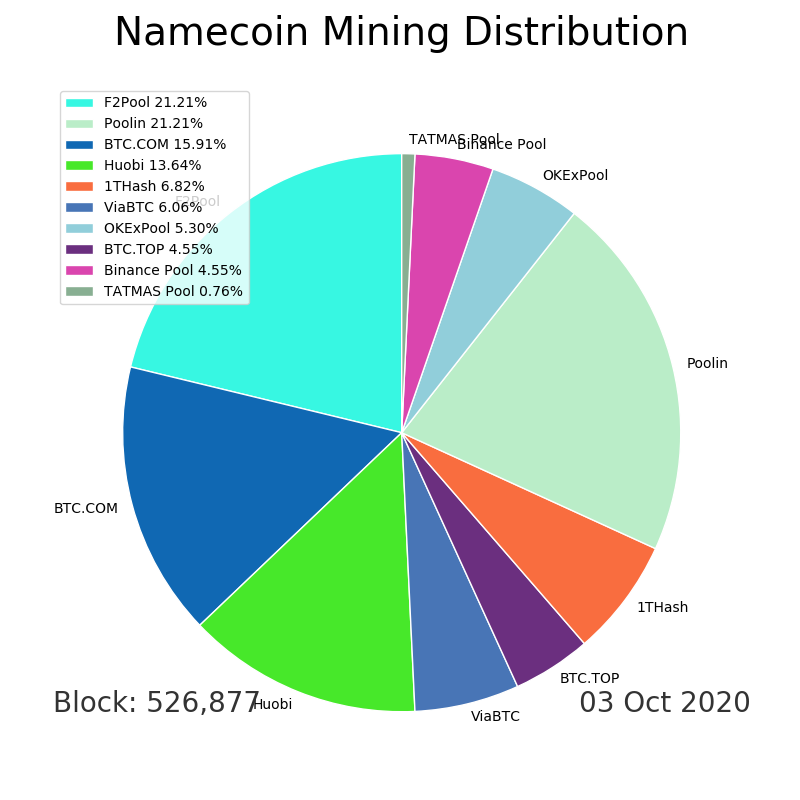 Namecoin Mining Distribution
F2Pool 21.21%
Poolin 21.21%
BTC.COM 15.91%
Huobi 13.64%
1THash 6.82%
ViaBTC 6.06%
OKExPool 5.30%
BTC.TOP 4.55%
Binance Pool 4.55%
TATMAS Pool 0.76%
F2Pool
TATMAS Pool
Binance Pool
OKExPool
Poolin
1THash
BTC.TOP
ViaBTC
Huobi
BTC.COM
Block: 526,877
03 Oct 2020